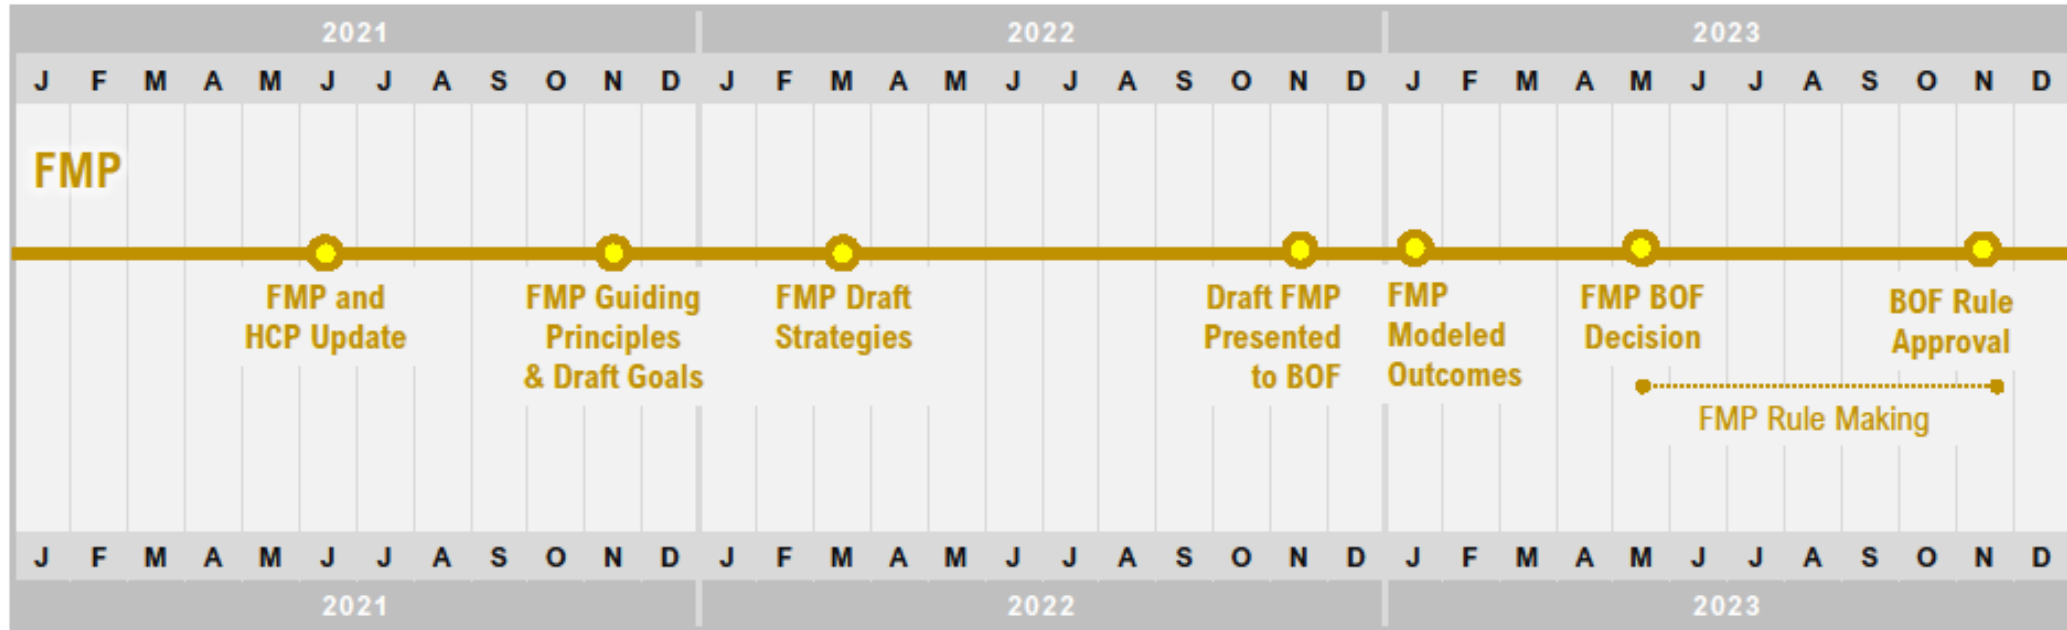 2021 2022 2023
J F M A M J J A S O N D J F M A M J J A S O N D J F M A M J J A S O N D
FMP
FMP and
HCP Update
FMP Guiding
Principles
& Draft Goals
FMP Draft
Strategies
Draft FMP
Presented
to BOF
FMP
Modeled
Outcomes
FMP BOF
Decision
BOF Rule
Approval
FMP Rule Making
J F M A M J J A S O N D J F M A M J J A S O N D J F M A M J J A S O N D
2021 2022 2023